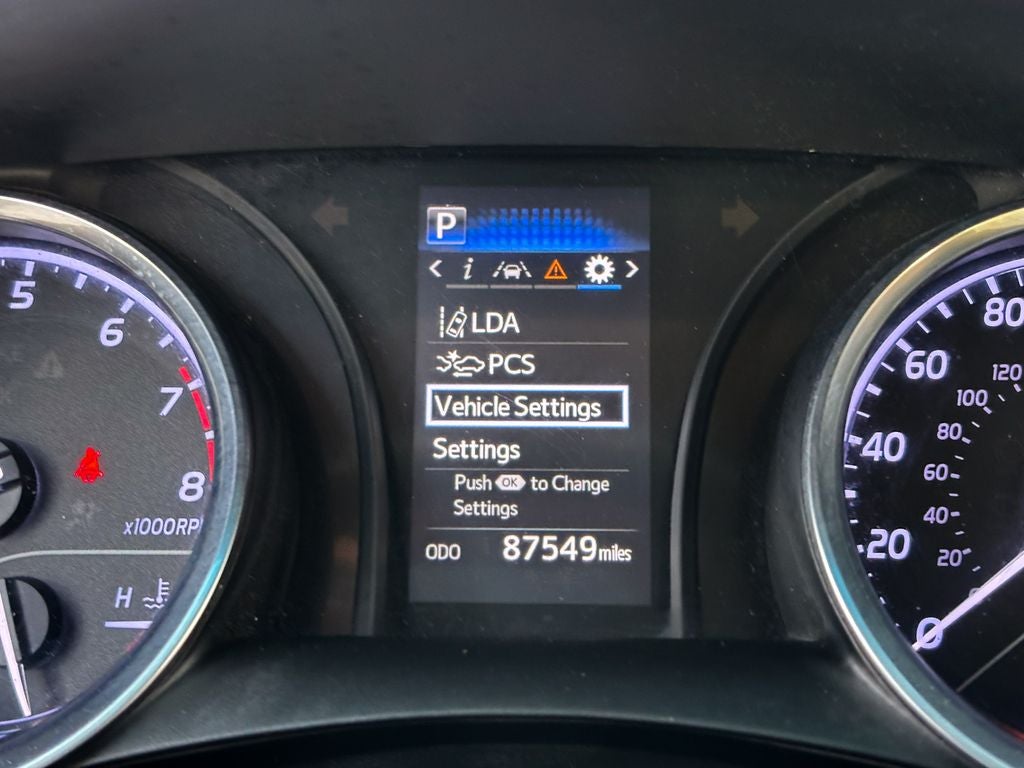 P
i
LDA
PCS
Vehicle Settings
Settings
Push OK to Change
Settings
ODO 87549 miles
5
6
7
8
x1000RP
H
80
60
40
20
0
120
100
80
60
40
20